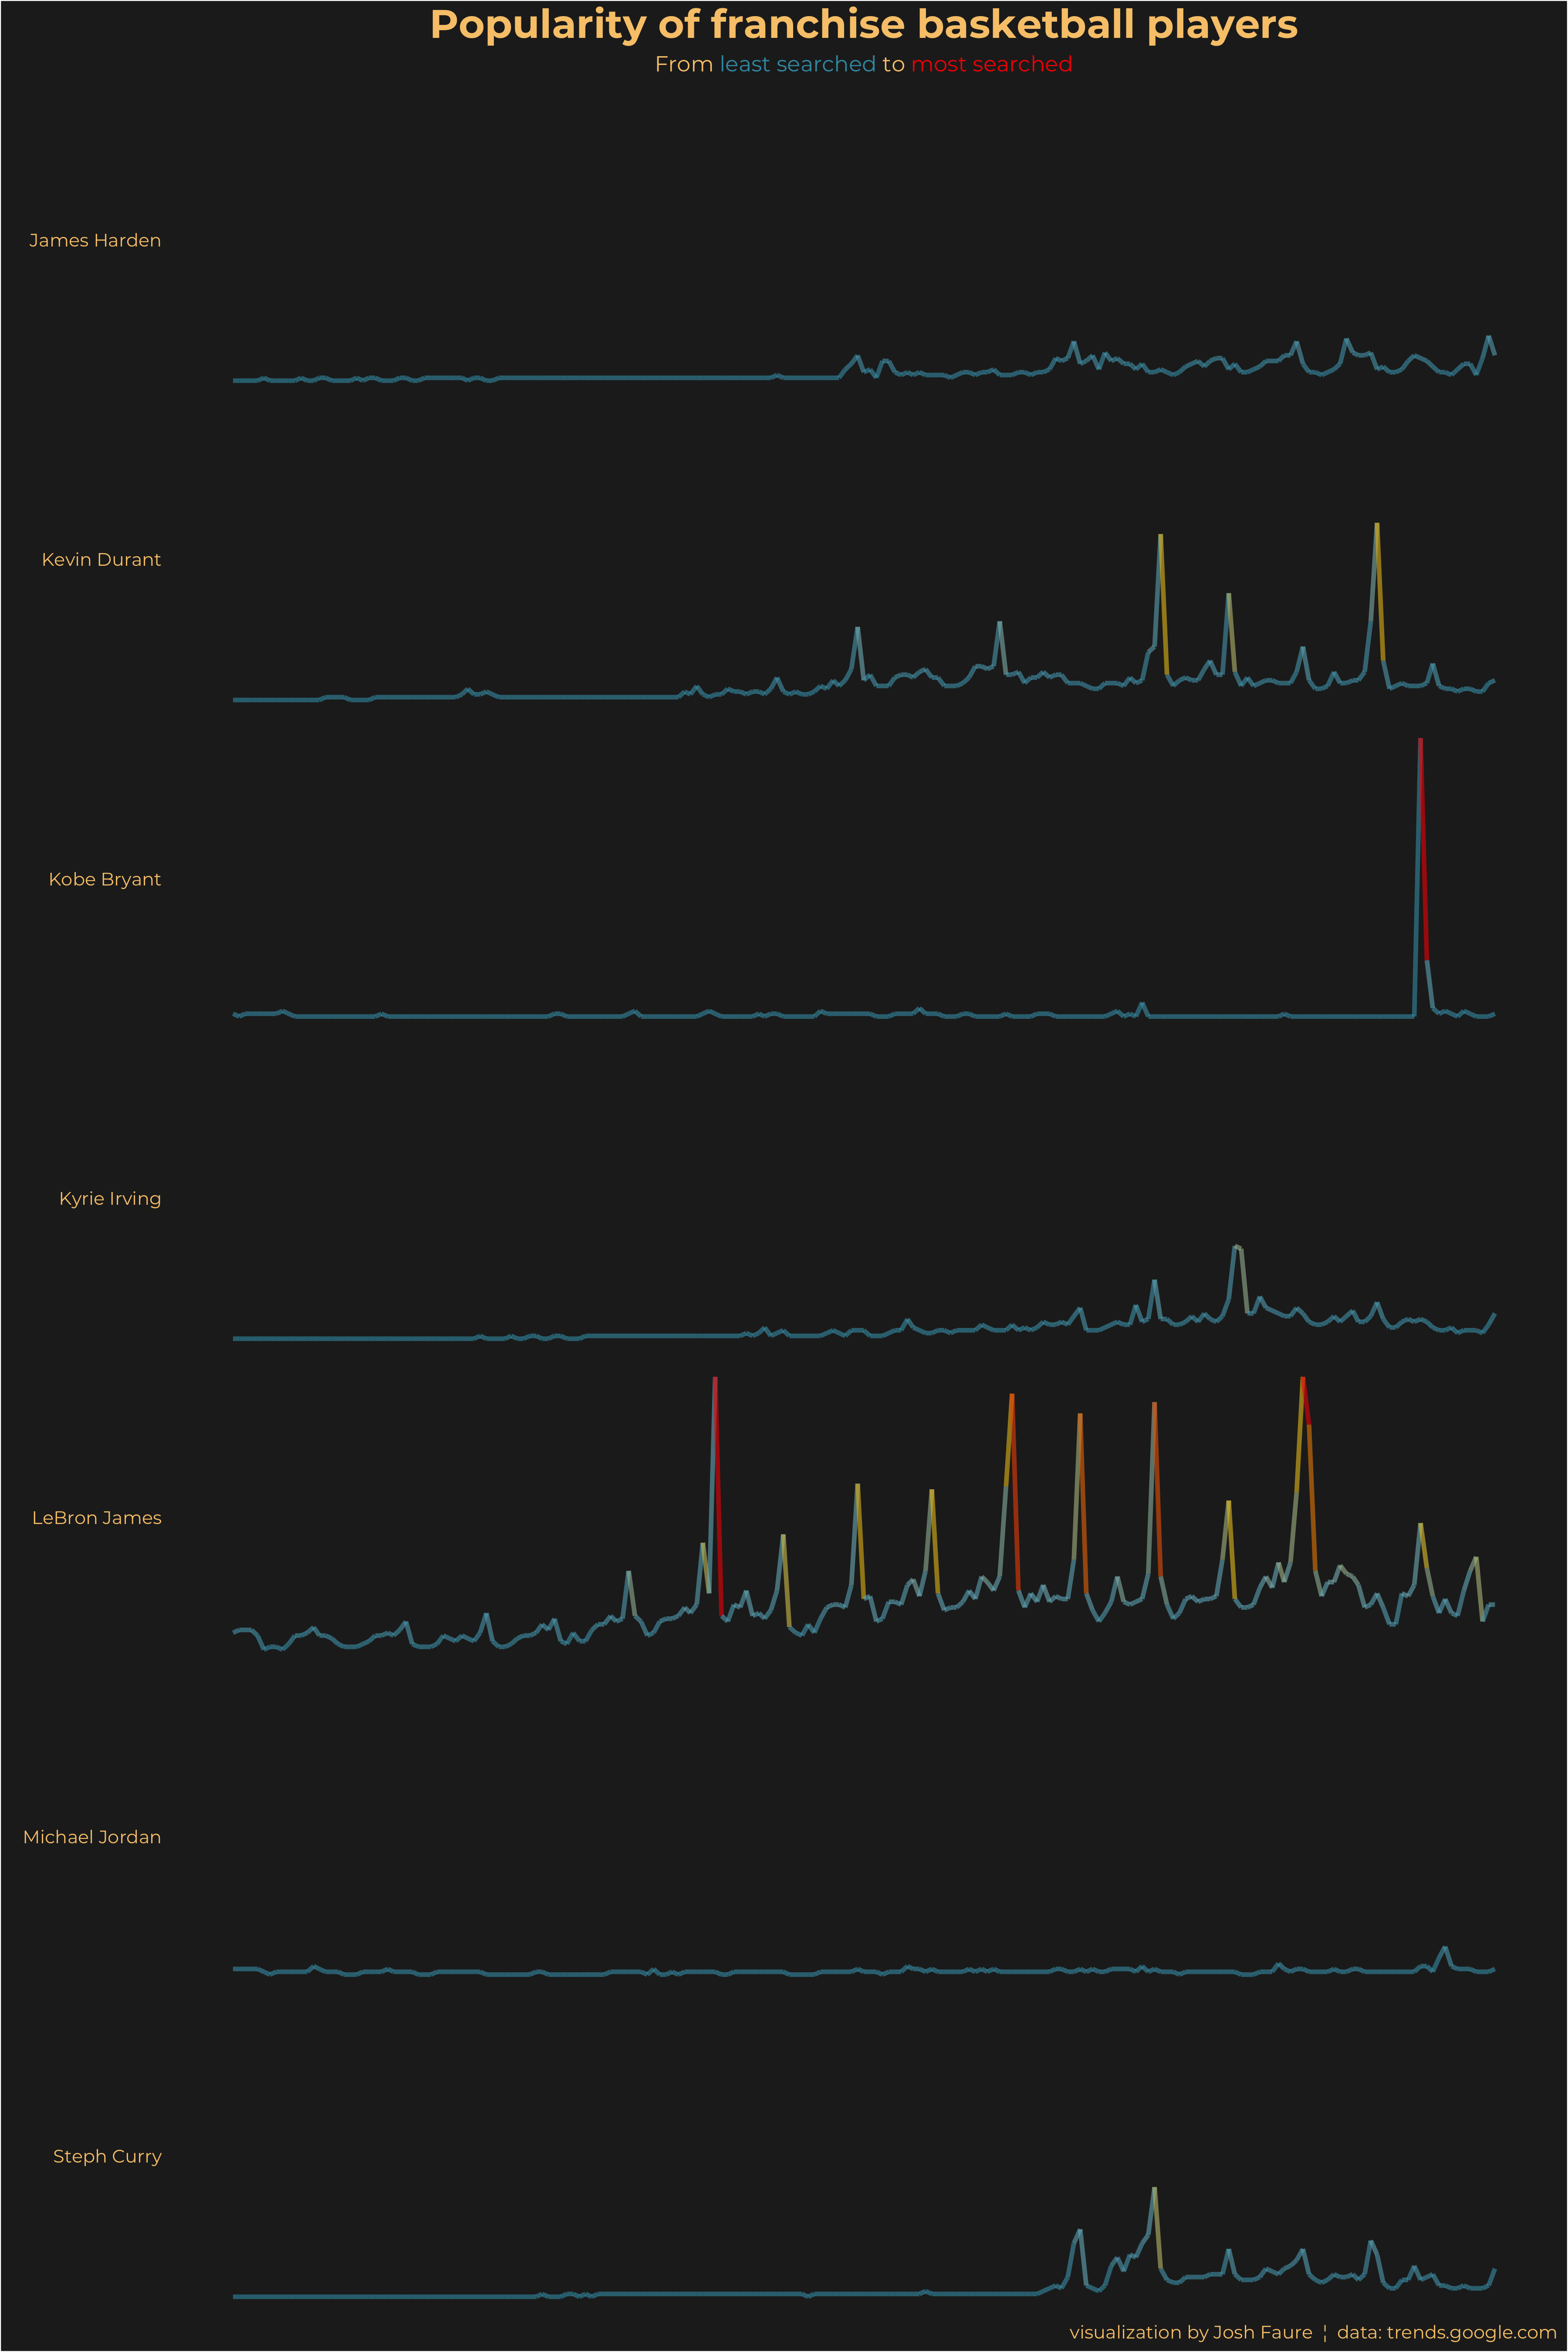 Popularity of franchise basketball players
From least searched to most searched
James Harden
Kevin Durant
Kobe Bryant
Kyrie Irving
LeBron James
Michael Jordan
Steph Curry
visualization by Josh Faure ¦ data: trends.google.com